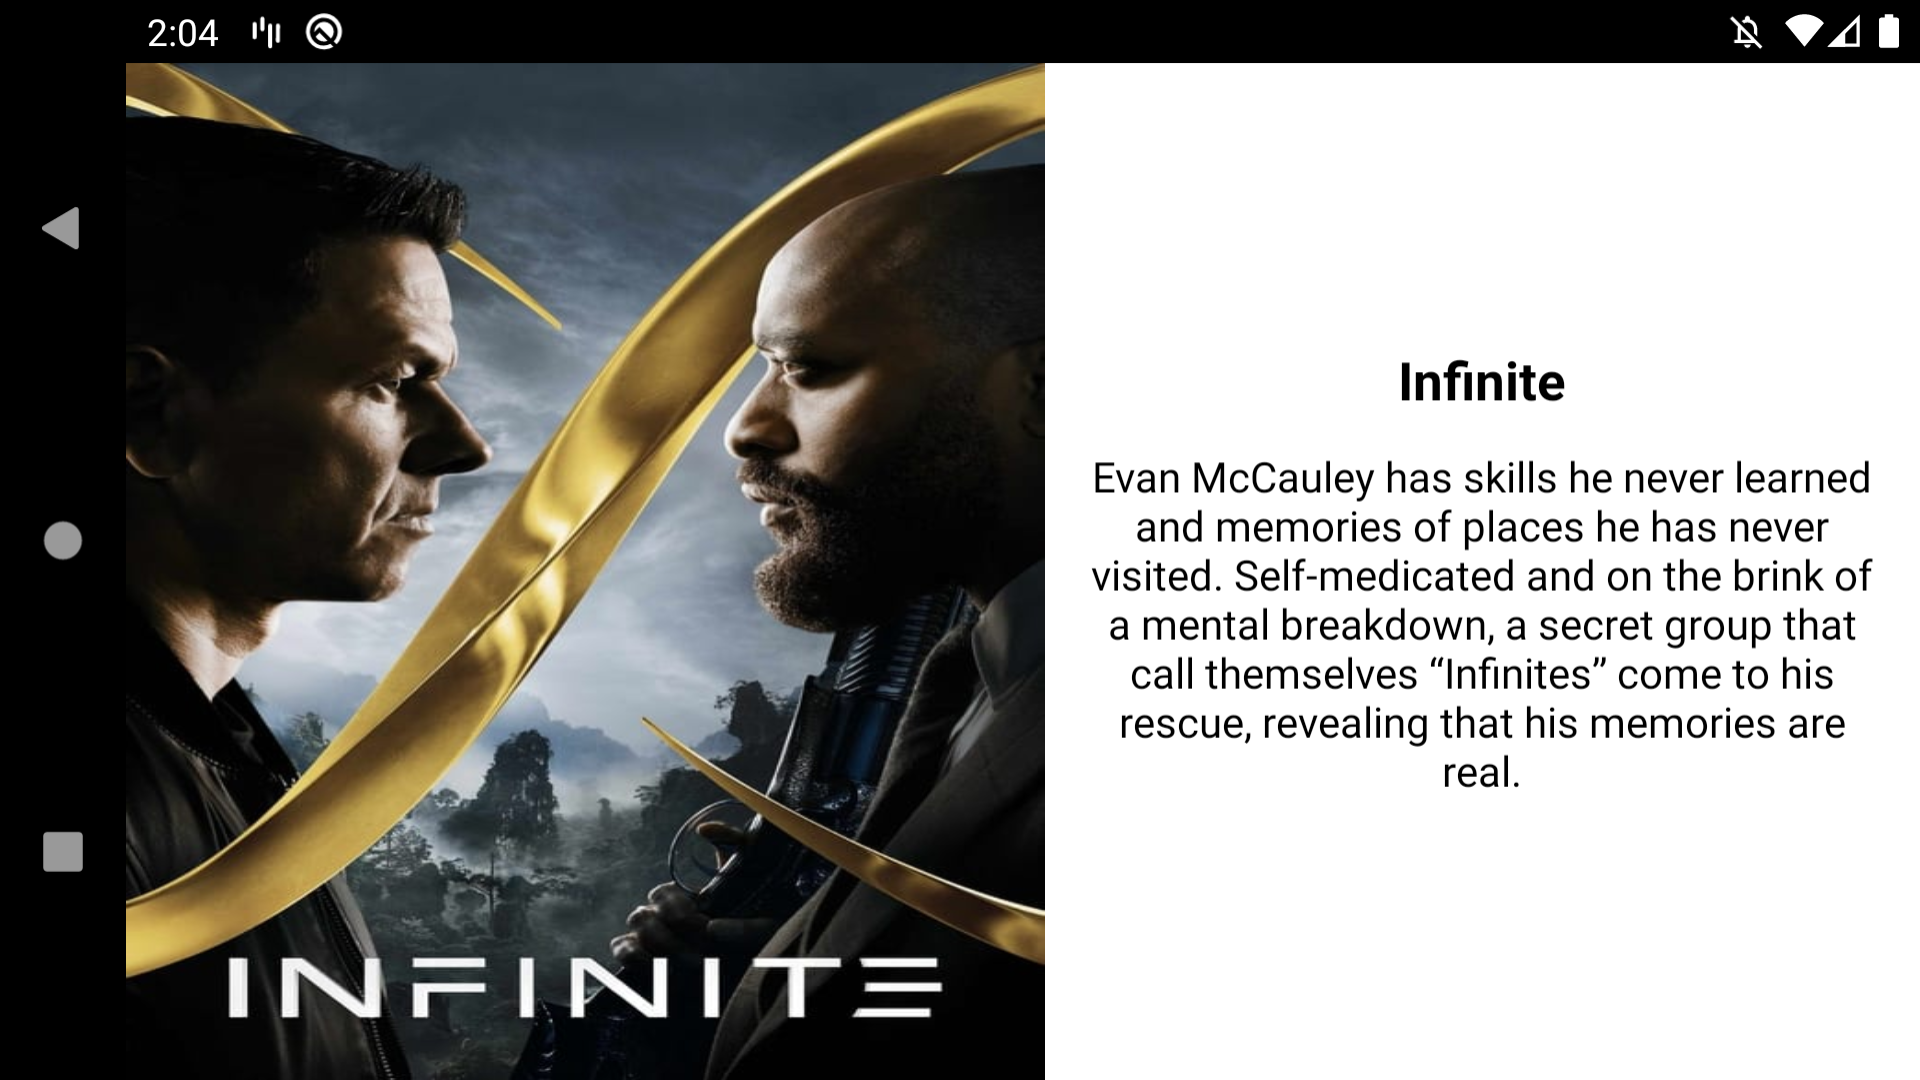 2:04
INFINITE
Infinite
Evan McCauley has skills he never learned
and memories of places he has never
visited. Self-medicated and on the brink of
a mental breakdown, a secret group that
call themselves “Infinites” come to his
rescue, revealing that his memories are
real.